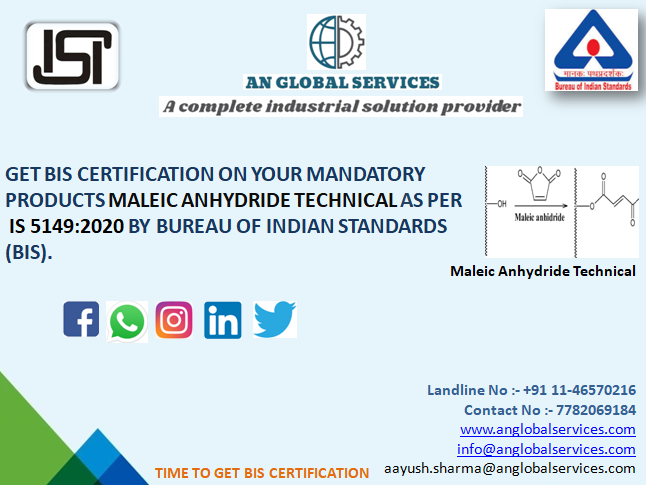 ISI
AN GLOBAL SERVICES
A complete industrial solution provider
मानकः पथप्रदर्शकः
Bureau of Indian Standards
GET BIS CERTIFICATION ON YOUR MANDATORY
PRODUCTS MALEIC ANHYDRIDE TECHNICAL AS PER
IS 5149:2020 BY BUREAU OF INDIAN STANDARDS
(BIS).
O O O
OH
Maleic anhidride
O O O
Maleic Anhydride Technical
f
in
Landline No :- +91 11-46570216
Contact No :- 7782069184
www.anglobalservices.com
info@anglobalservices.com
TIME TO GET BIS CERTIFICATION
aayush.sharma@anglobalservices.com